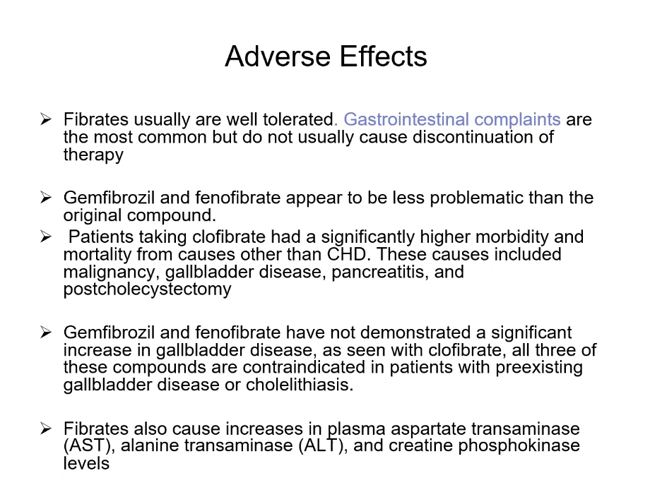 Adverse Effects
➢ Fibrates usually are well tolerated. Gastrointestinal complaints are
the most common but do not usually cause discontinuation of
therapy
➢ Gemfibrozil and fenofibrate appear to be less problematic than the
original compound.
➢ Patients taking clofibrate had a significantly higher morbidity and
mortality from causes other than CHD. These causes included
malignancy, gallbladder disease, pancreatitis, and
postcholecystectomy
➢ Gemfibrozil and fenofibrate have not demonstrated a significant
increase in gallbladder disease, as seen with clofibrate, all three of
these compounds are contraindicated in patients with preexisting
gallbladder disease or cholelithiasis.
➢ Fibrates also cause increases in plasma aspartate transaminase
(AST), alanine transaminase (ALT), and creatine phosphokinase
levels